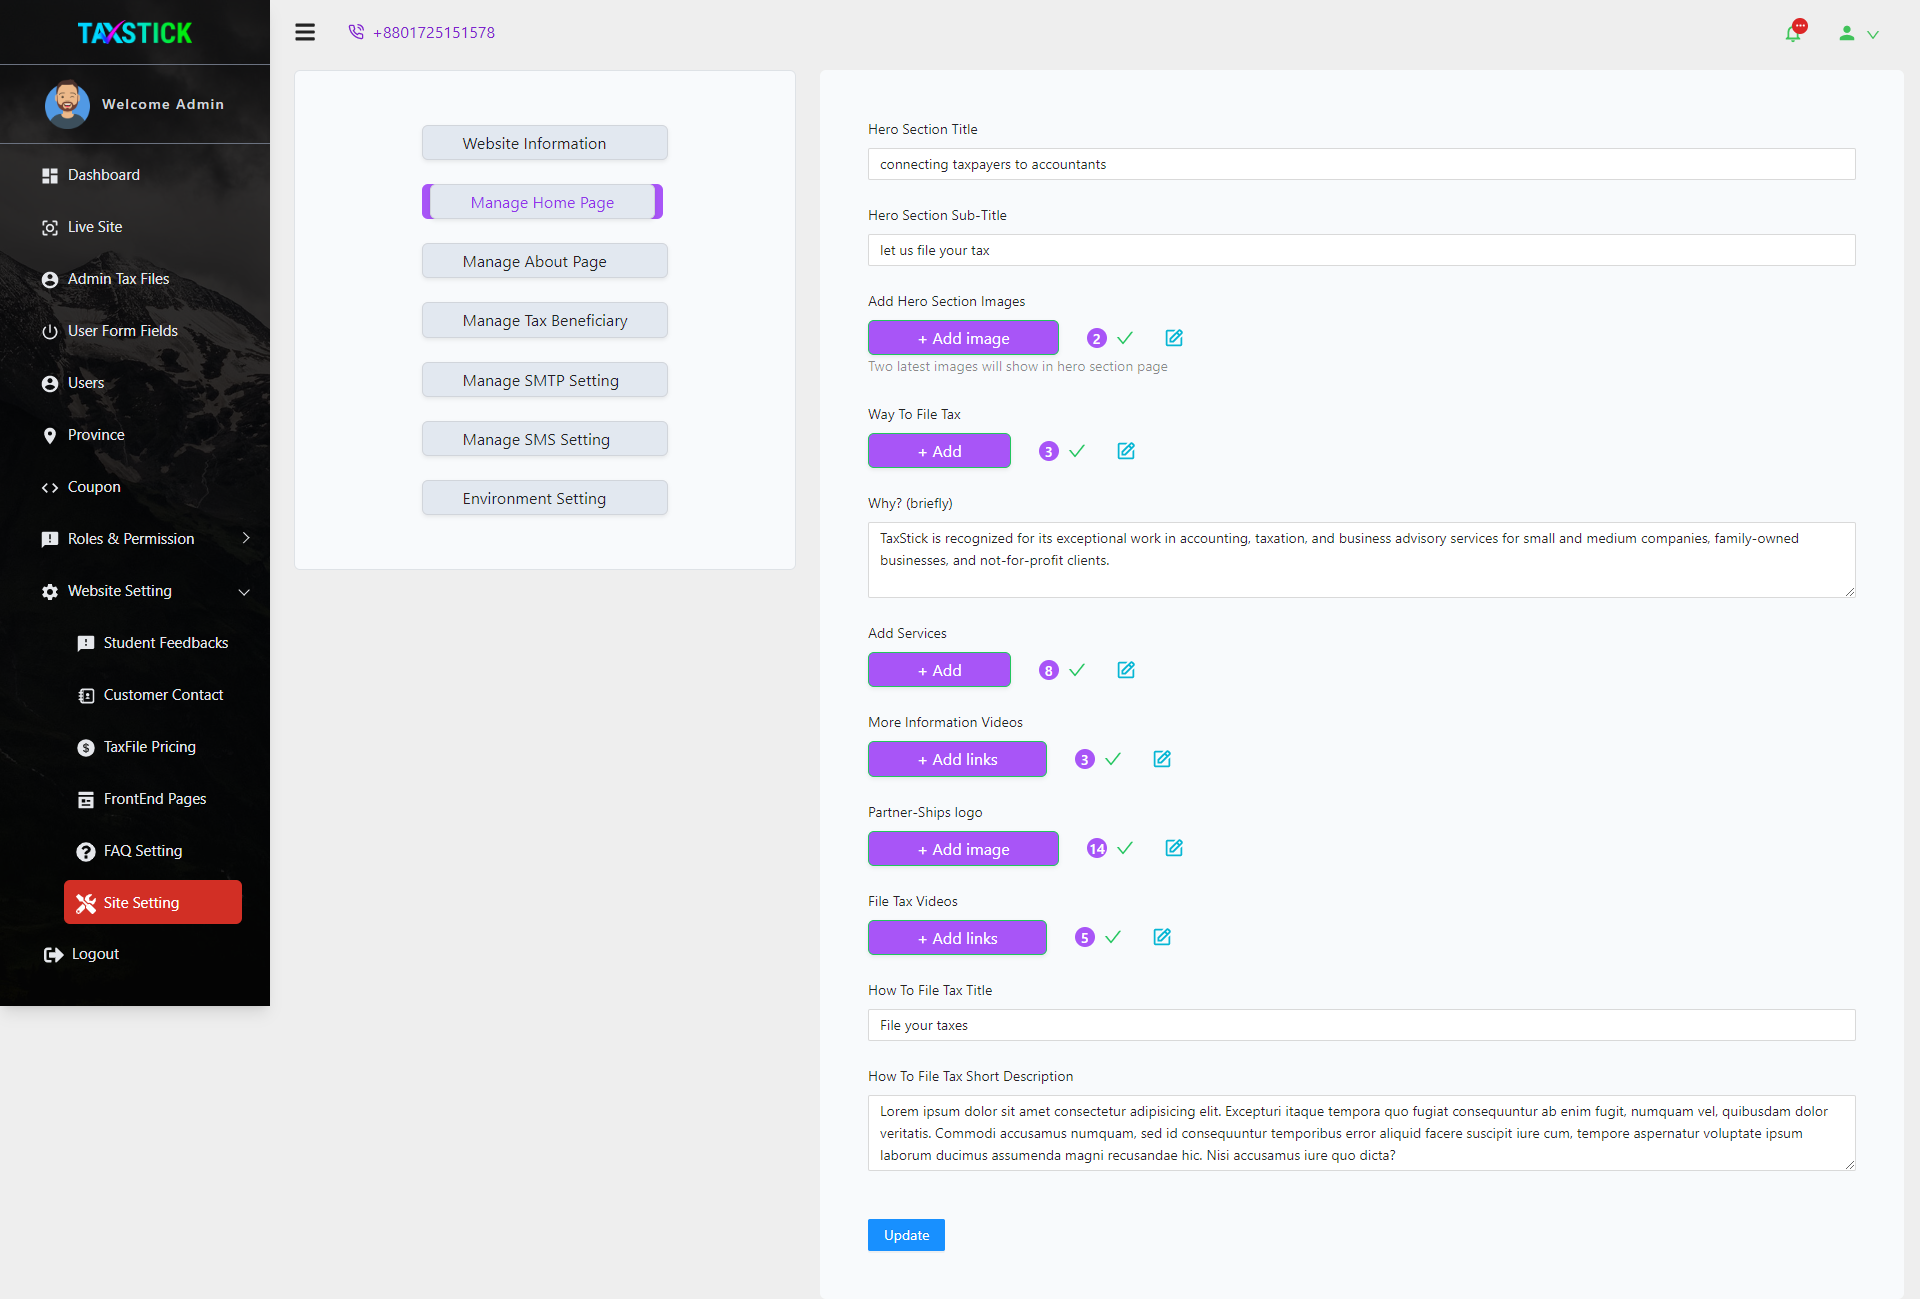 TAXSTICK
Welcome Admin
Dashboard
Live Site
Admin Tax Files
User Form Fields
Users
Province
Coupon
Roles & Permission
Website Setting
Student Feedbacks
Customer Contact
TaxFile Pricing
FrontEnd Pages
FAQ Setting
Site Setting
Logout
+8801725151578
Website Information
Manage Home Page
Manage About Page
Manage Tax Beneficiary
Manage SMTP Setting
Manage SMS Setting
Environment Setting
Hero Section Title
connecting taxpayers to accountants
Hero Section Sub-Title
let us file your tax
Add Hero Section Images
+ Add image 2
Two latest images will show in hero section page
Way To File Tax
+ Add 3
Why? (briefly)
TaxStick is recognized for its exceptional work in accounting, taxation, and business advisory services for small and medium companies, family-owned
businesses, and not-for-profit clients.
Add Services
+ Add 8
More Information Videos
+ Add links 3
Partner-Ships logo
+ Add image 14
File Tax Videos
+ Add links 5
How To File Tax Title
File your taxes
How To File Tax Short Description
Lorem ipsum dolor sit amet consectetur adipisicing elit. Excepturi itaque tempora quo fugiat consequuntur ab enim fugit, numquam vel, quibusdam dolor
veritatis. Commodi accusamus numquam, sed id consequuntur temporibus error aliquid facere suscipit iure cum, tempore aspernatur voluptate ipsum
laborum ducimus assumenda magni recusandae hic. Nisi accusamus iure quo dicta?
Update